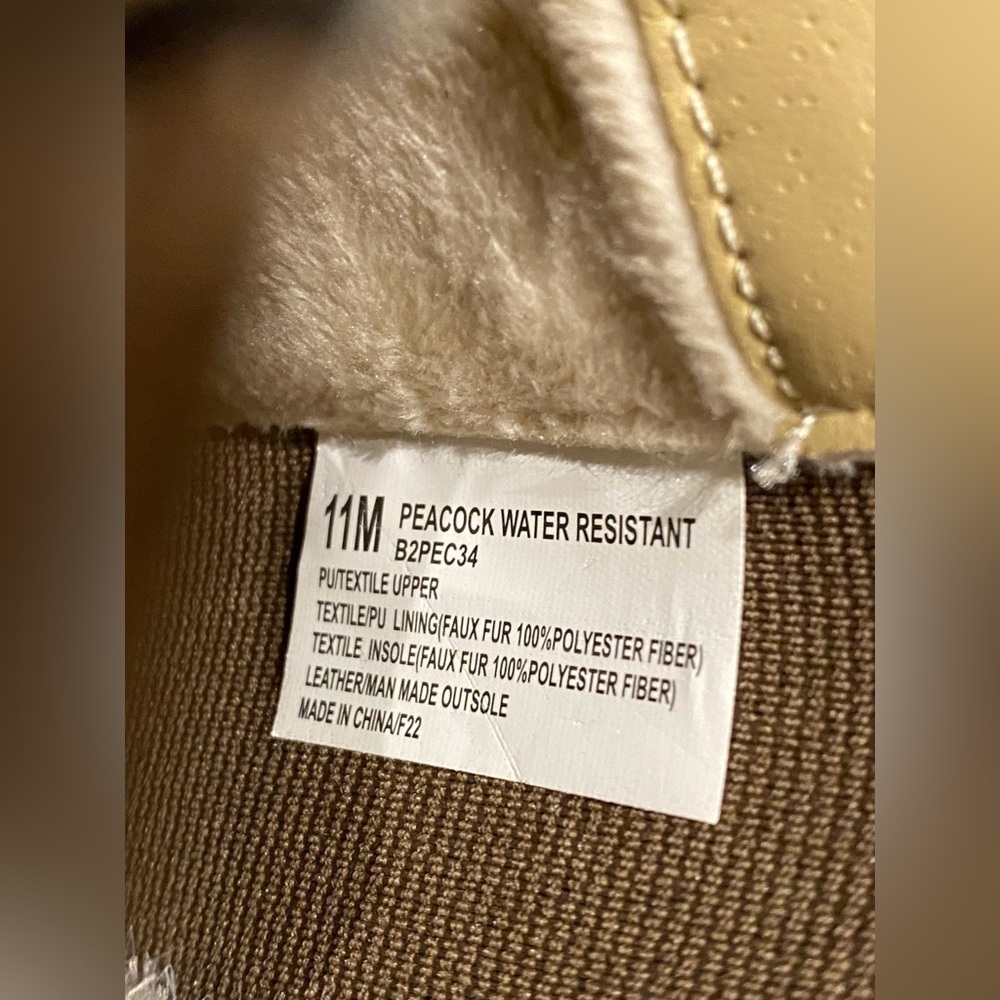 11M PEACOCK WATER RESISTANT
B2PEC34
PU/TEXTILE UPPER
TEXTILE/PU LINING(FAUX FUR 100%POLYESTER FIBER)
TEXTILE INSOLE(FAUX FUR 100%POLYESTER FIBER)
LEATHER/MAN MADE OUTSOLE
MADE IN CHINA/F22